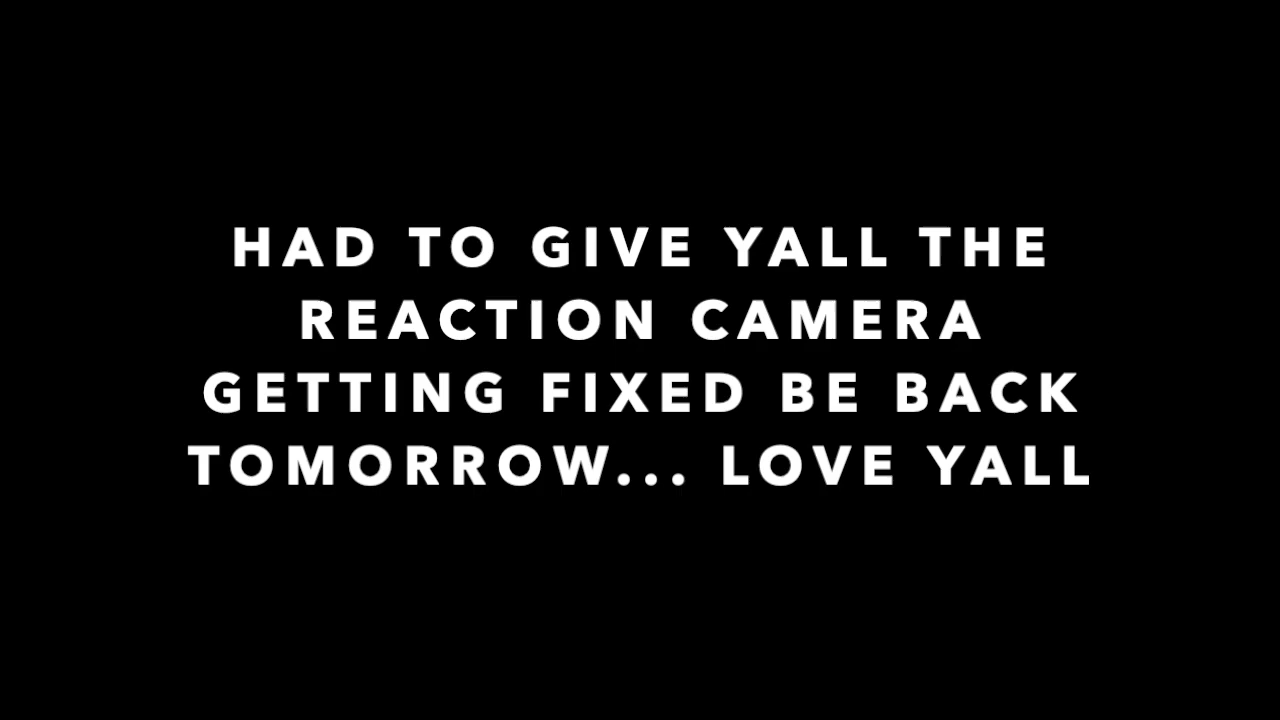 HAD TO GIVE YALL THE
REACTION CAMERA
GETTING FIXED BE BACK
TOMORROW... LOVE YALL